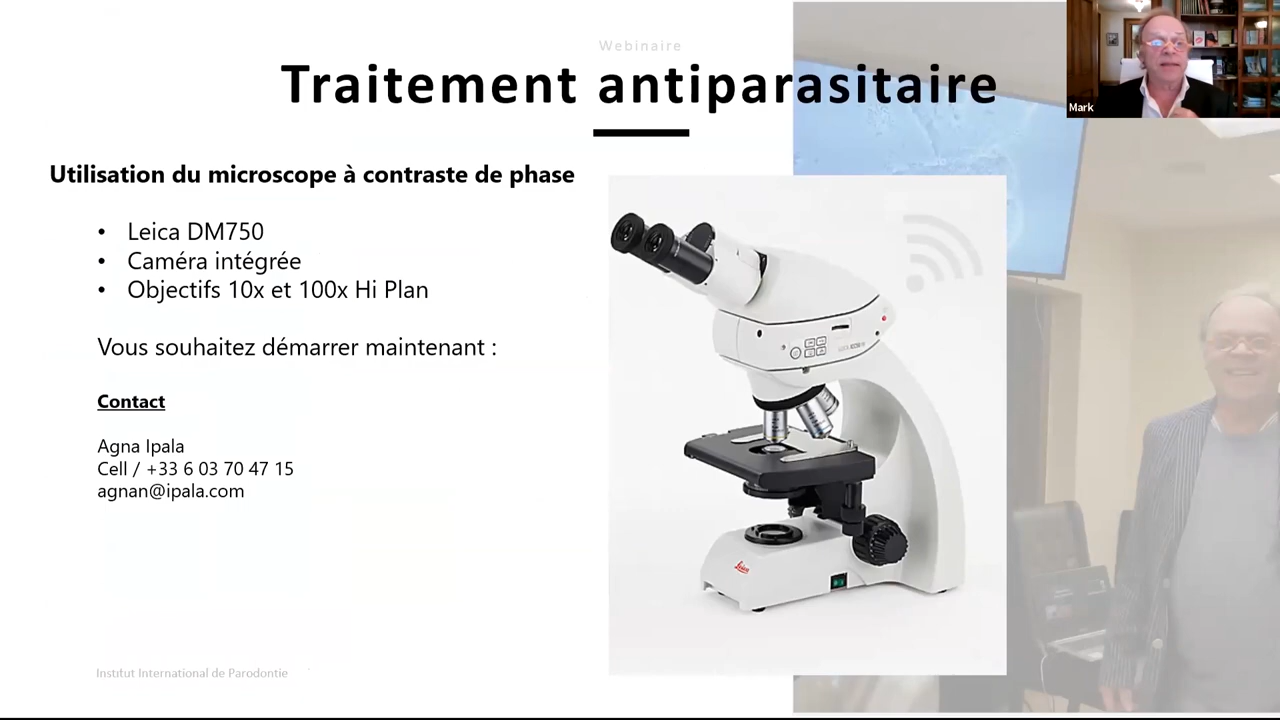 Webinaire
Traitement antiparasitaire
Mark
Utilisation du microscope à contraste de phase
• Leica DM750
• Caméra intégrée
• Objectifs 10x et 100x Hi Plan
Vous souhaitez démarrer maintenant :
Contact
Agna Ipala
Cell / +33 6 03 70 47 15
agnan@ipala.com
Leica
Institut International de Parodontie